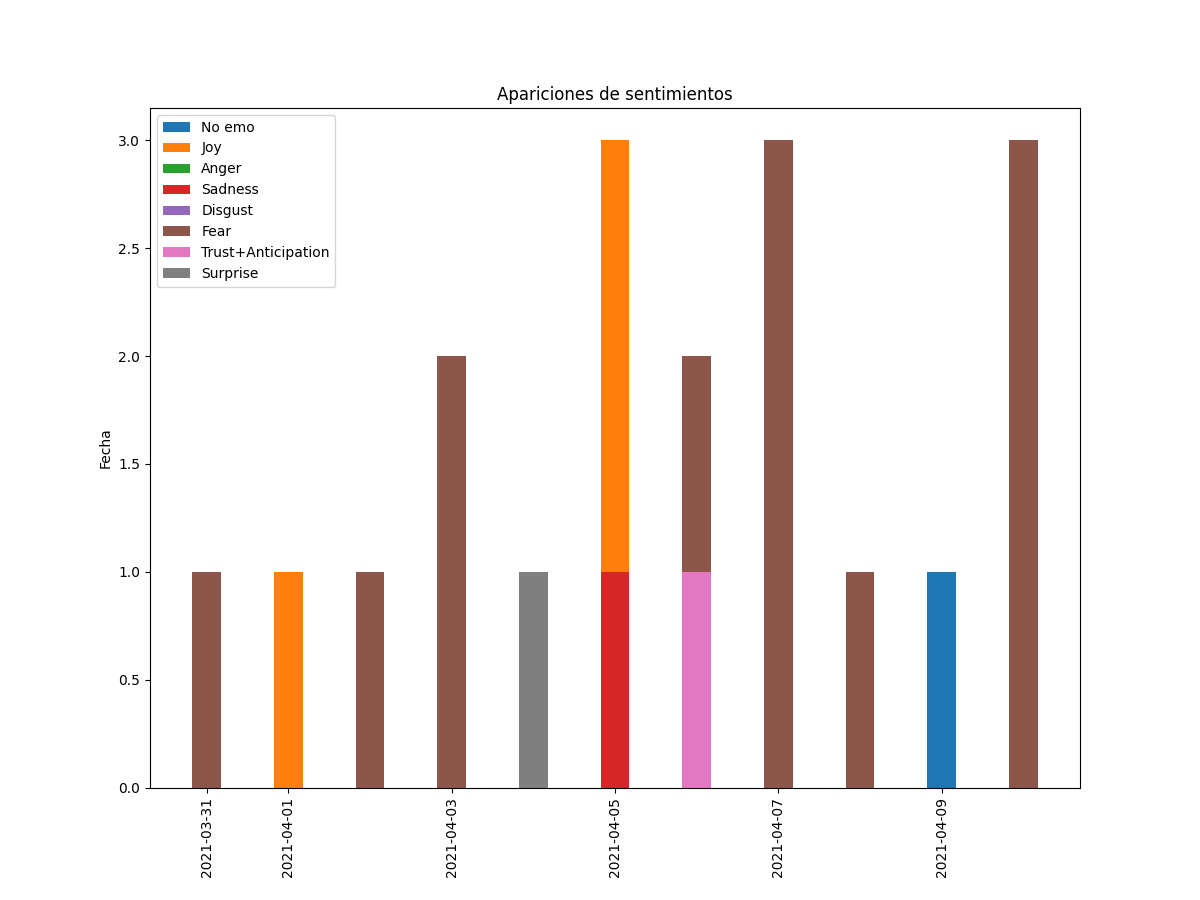 Apariciones de sentimientos
No emo
Joy
Anger
Sadness
Disgust
Fear
Trust+Anticipation
Surprise
3.0
2.5
2.0
1.5
1.0
0.5
0.0
Fecha
2021-03-31
2021-04-01
2021-04-03
2021-04-05
2021-04-07
2021-04-09